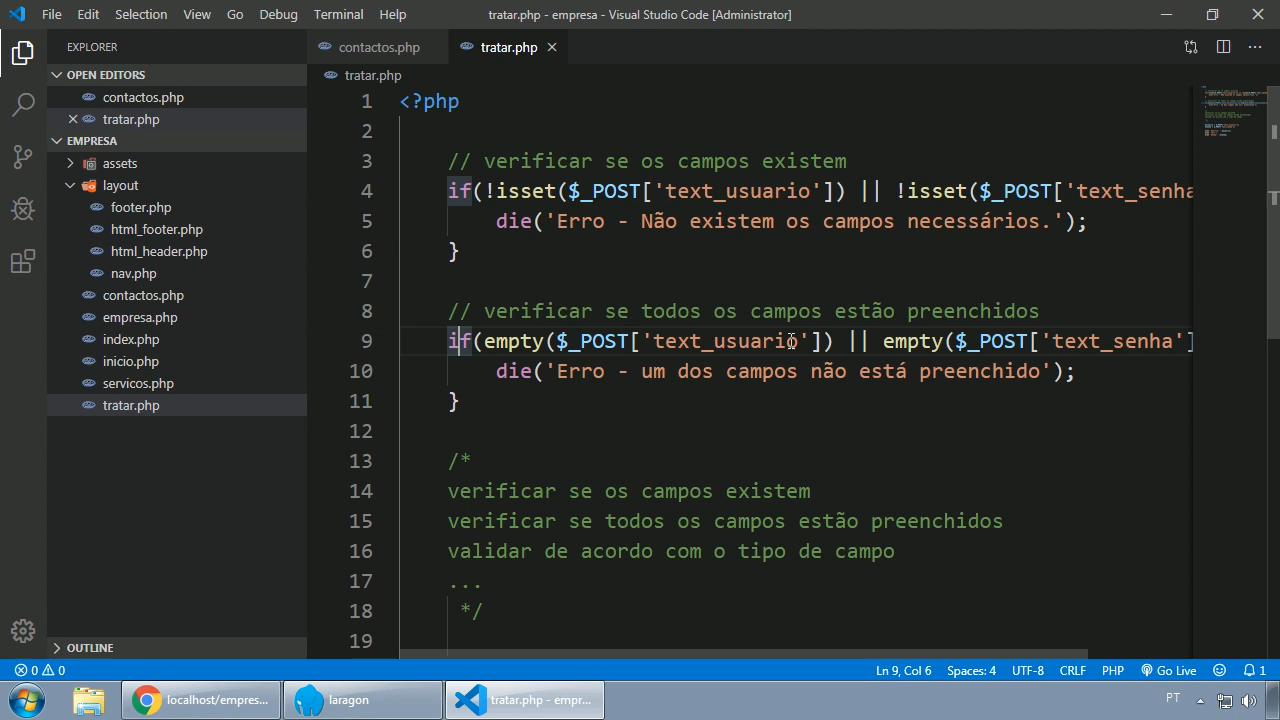 File Edit Selection View Go Debug Terminal Help tratar.php - empresa - Visual Studio Code [Administrator]
EXPLORER
OPEN EDITORS
contactos.php
tratar.php
EMPRESA
assets
layout
footer.php
html_footer.php
html_header.php
nav.php
contactos.php
empresa.php
index.php
inicio.php
servicos.php
tratar.php
OUTLINE
contactos.php tratar.php
tratar.php
1 <?php
2
3 // verificar se os campos existem
4 if(!isset($_POST['text_usuario']) || !isset($_POST['text_senha
5 die('Erro - Não existem os campos necessários.');
6 }
7
8 // verificar se todos os campos estão preenchidos
9 if(empty($_POST['text_usuario']) || empty($_POST['text_senha']
10 die('Erro - um dos campos não está preenchido');
11 }
12
13 /*
14 verificar se os campos existem
15 verificar se todos os campos estão preenchidos
16 validar de acordo com o tipo de campo
17 ...
18 */
19
0 0 Ln 9, Col 6 Spaces: 4 UTF-8 CRLF PHP Go Live 1
localhost/empres... laragon tratar.php - empr... PT